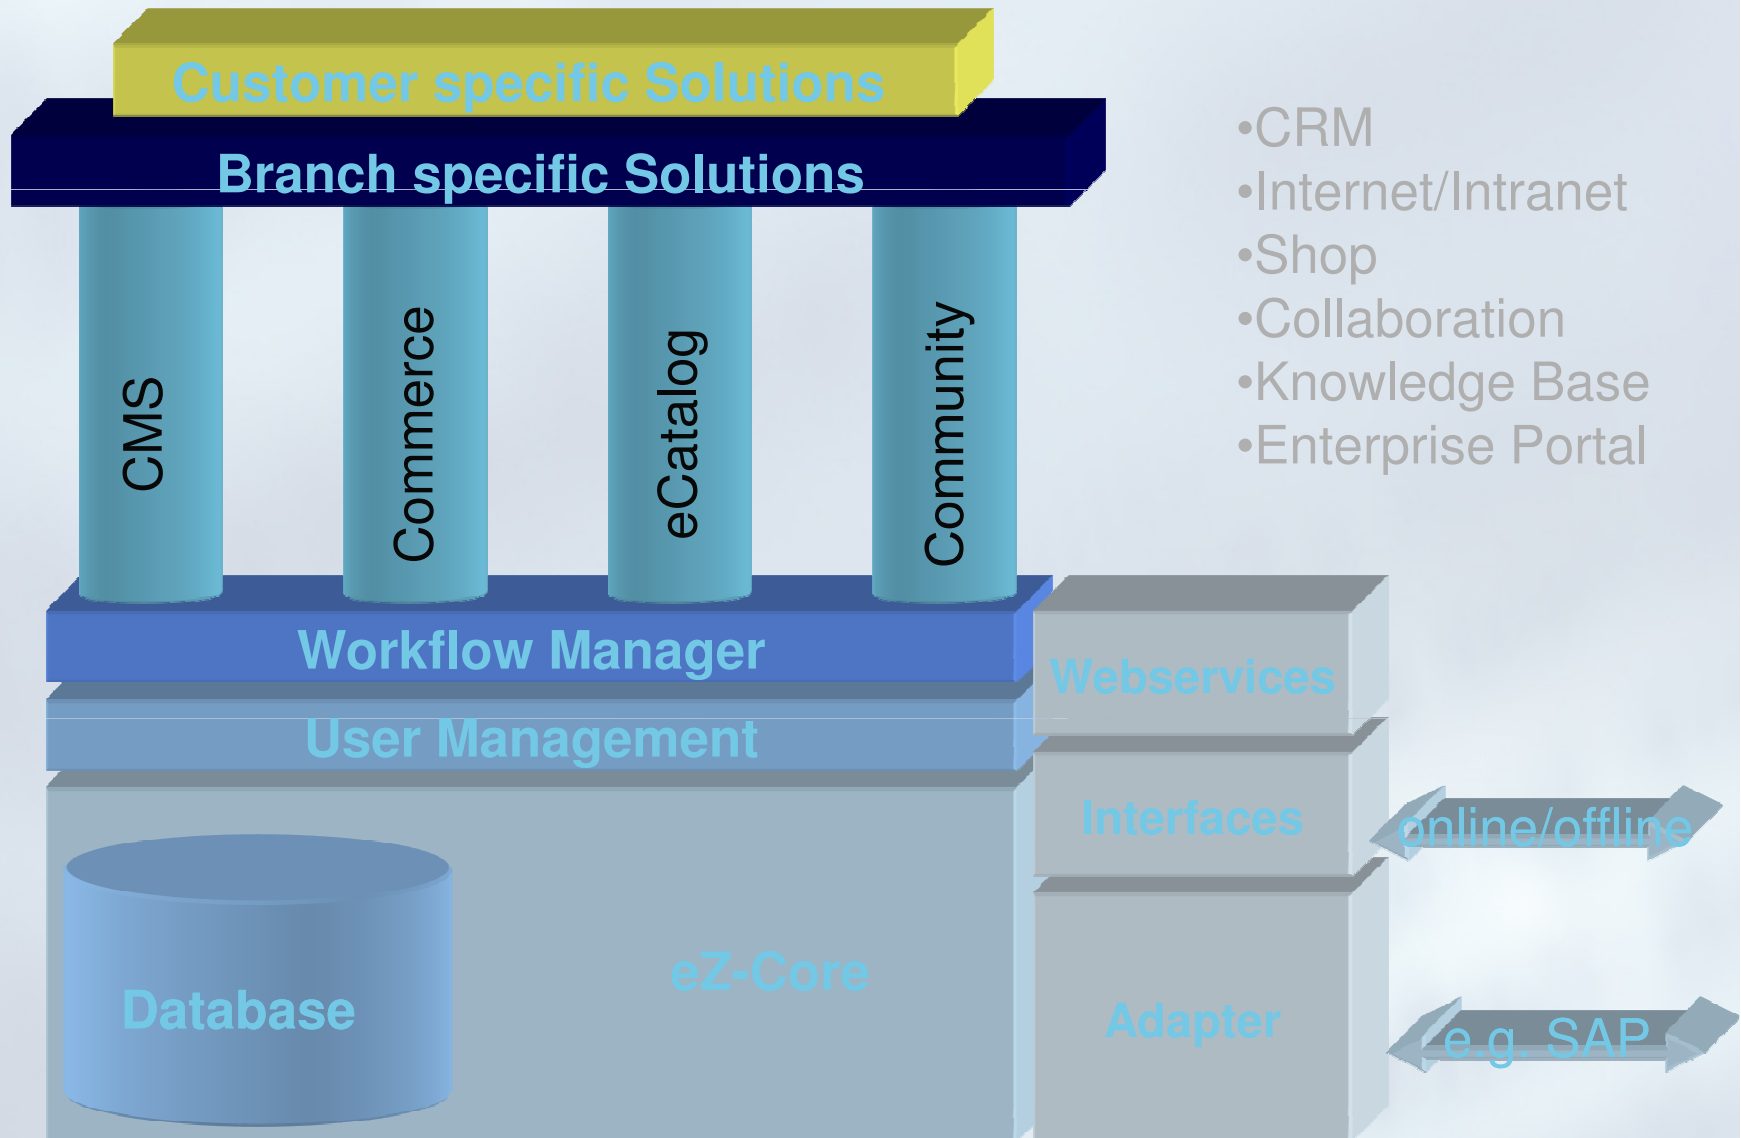 Customer specific Solutions
Branch specific Solutions
•CRM
•Internet/Intranet
•Shop
•Collaboration
•Knowledge Base
•Enterprise Portal
CMS
Commerce
eCatalog
Community
Workflow Manager
Webservices
User Management
Interfaces
online/offline
eZ-Core
Database
Adapter
e.g. SAP